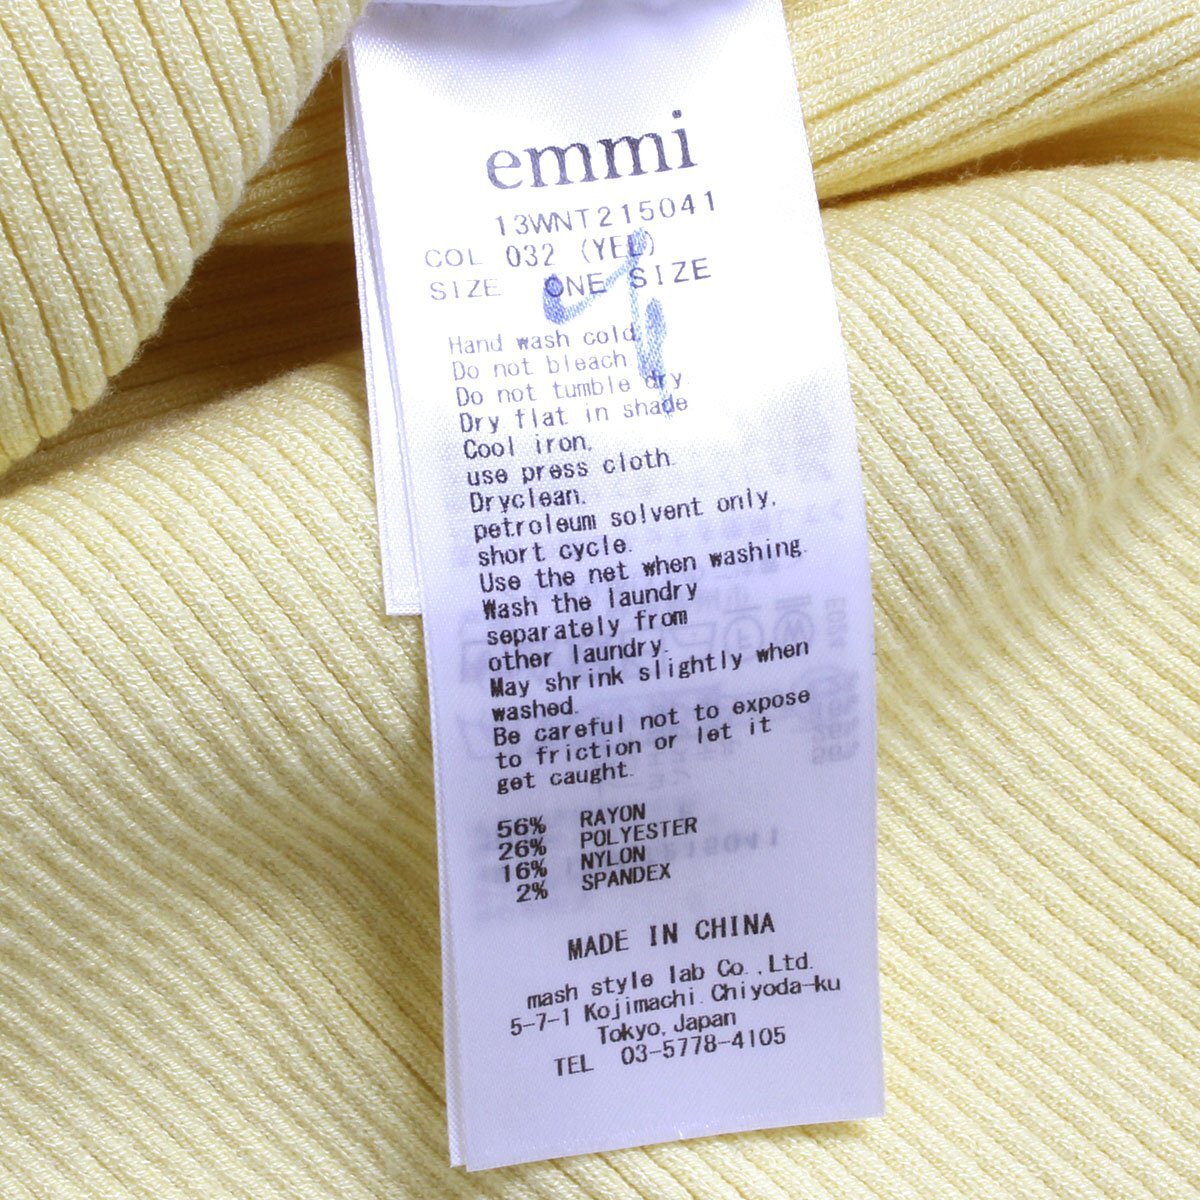 emmi
13WNT215041
COL 032 (YEL)
SIZE ONE SIZE
Hand wash cold.
Do not bleach
Do not tumble dry.
Dry flat in shade
Cool iron,
use press cloth.
Dryclean,
petroleum solvent only,
short cycle.
Use the net when washing.
Wash the laundry
separately from
other laundry.
May shrink slightly when
washed.
Be careful not to expose
to friction or let it
get caught.
56% RAYON
26% POLYESTER
16% NYLON
2% SPANDEX
MADE IN CHINA
mash style lab Co.,Ltd.
5-7-1 Kojimachi.Chiyoda-ku
Tokyo,Japan
TEL 03-5778-4105